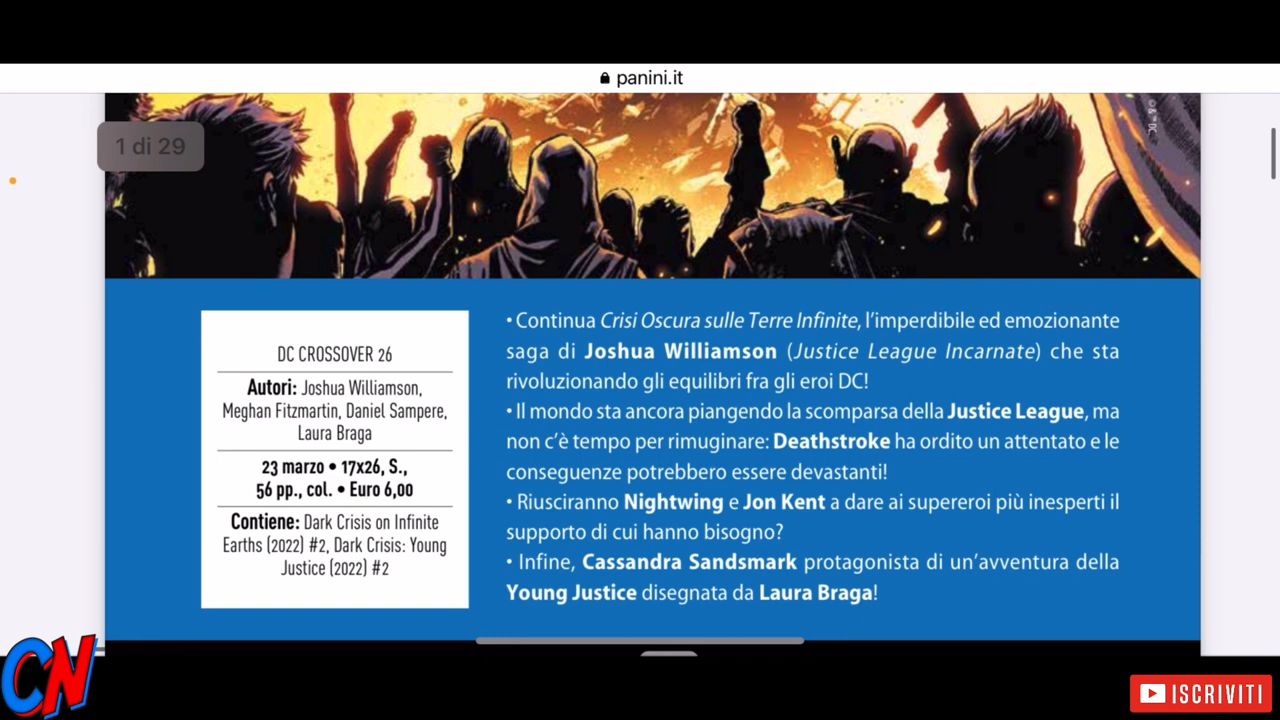 panini.it
© & ™ DC.
1 di 29
DC CROSSOVER 26
Autori: Joshua Williamson,
Meghan Fitzmartin, Daniel Sampere,
Laura Braga
23 marzo • 17x26, S.,
56 pp., col. • Euro 6,00
Contiene: Dark Crisis on Infinite
Earths (2022) #2, Dark Crisis: Young
Justice (2022) #2
• Continua Crisi Oscura sulle Terre Infinite, l’imperdibile ed emozionante
saga di Joshua Williamson (Justice League Incarnate) che sta
rivoluzionando gli equilibri fra gli eroi DC!
• Il mondo sta ancora piangendo la scomparsa della Justice League, ma
non c’è tempo per rimuginare: Deathstroke ha ordito un attentato e le
conseguenze potrebbero essere devastanti!
• Riusciranno Nightwing e Jon Kent a dare ai supereroi più inesperti il
supporto di cui hanno bisogno?
• Infine, Cassandra Sandsmark protagonista di un’avventura della
Young Justice disegnata da Laura Braga!
CN
ISCRIVITI